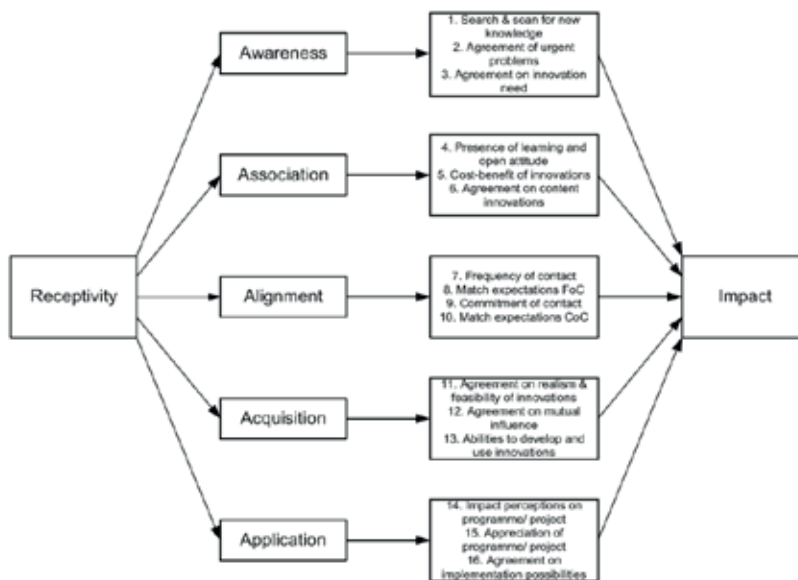 Awareness
1. Search & scan for new
knowledge
2. Agreement of urgent
problems
3. Agreement on innovation
need
Association
4. Presence of learning and
open attitude
5. Cost-benefit of innovations
6. Agreement on content
innovations
Receptivity
Alignment
7. Frequency of contact
8. Match expectations FoC
9. Commitment of contact
10. Match expectations CoC
Impact
Acquisition
11. Agreement on realism &
feasibility of innovations
12. Agreement on mutual
influence
13. Abilities to develop and
use innovations
Application
14. Impact perceptions on
programme/ project
15. Appreciation of
programme/ project
16. Agreement on
implementation possibilities